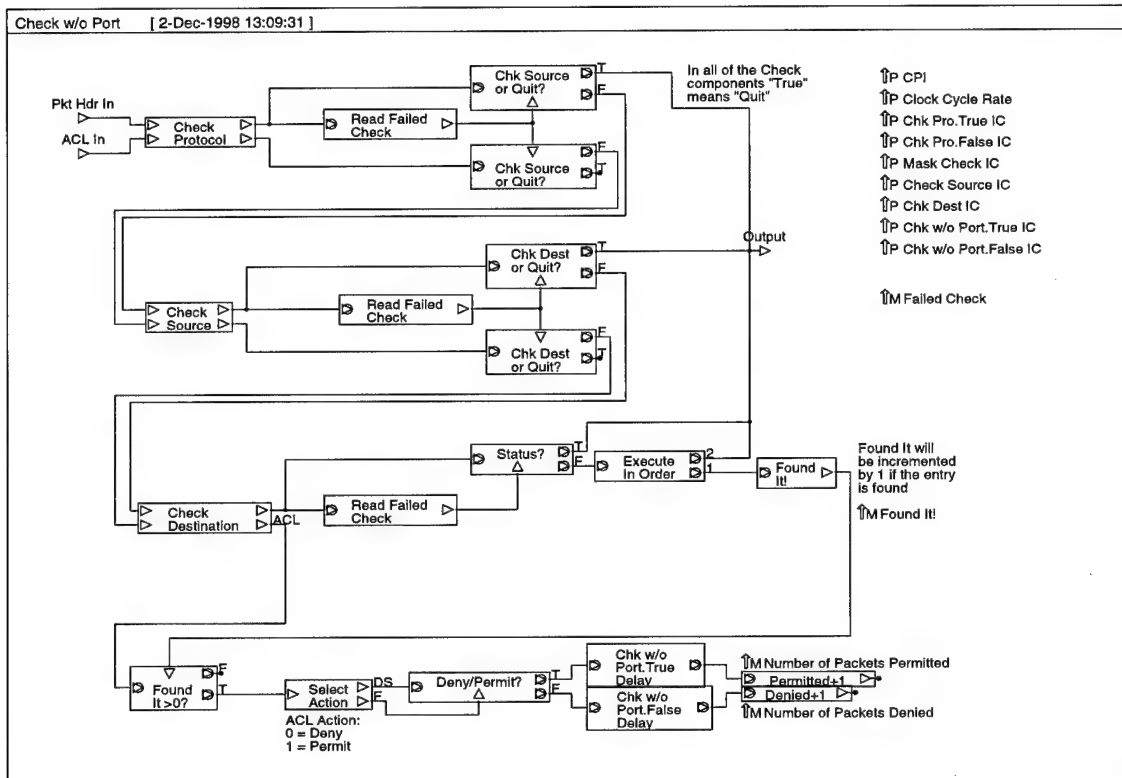 Check w/o Port [ 2-Dec-1998 13:09:31 ]
Pkt Hdr In
ACL In
Check
Protocol
Read Failed
Check
Chk Source
or Quit?
T
F
Chk Source
or Quit?
F
T
In all of the Check
components "True"
means "Quit"
⇑P CPI
⇑P Clock Cycle Rate
⇑P Chk Pro.True IC
⇑P Chk Pro.False IC
⇑P Mask Check IC
⇑P Check Source IC
⇑P Chk Dest IC
⇑P Chk w/o Port.True IC
⇑P Chk w/o Port.False IC
⇑M Failed Check
Output
Check
Source
Read Failed
Check
Chk Dest
or Quit?
T
F
Chk Dest
or Quit?
F
T
Check
Destination
ACL
Read Failed
Check
Status?
T
F
Execute
In Order
2
1
Found
It!
Found It will
be incremented
by 1 if the entry
is found
⇑M Found It!
Found
It >0?
F
T
Select
Action
DS
F
ACL Action:
0 = Deny
1 = Permit
Deny/Permit?
T
F
Chk w/o
Port.True
Delay
Chk w/o
Port.False
Delay
⇑M Number of Packets Permitted
Permitted+1
Denied+1
⇑M Number of Packets Denied